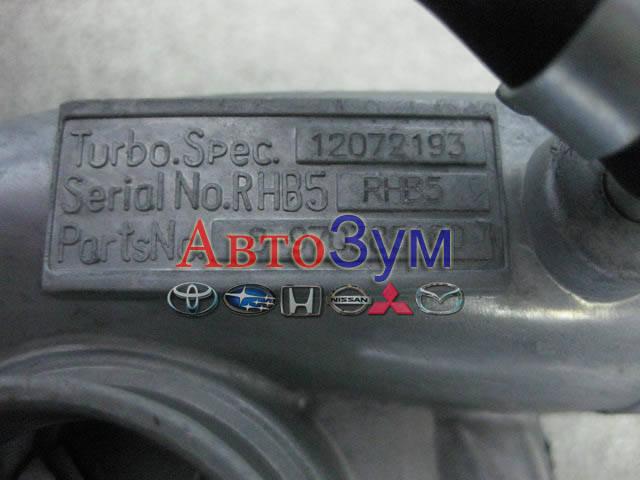 Turbo.Spec. 12072193
Serial No.RHB5 RHB5
PartsNo.
АвтоЗум
NISSAN